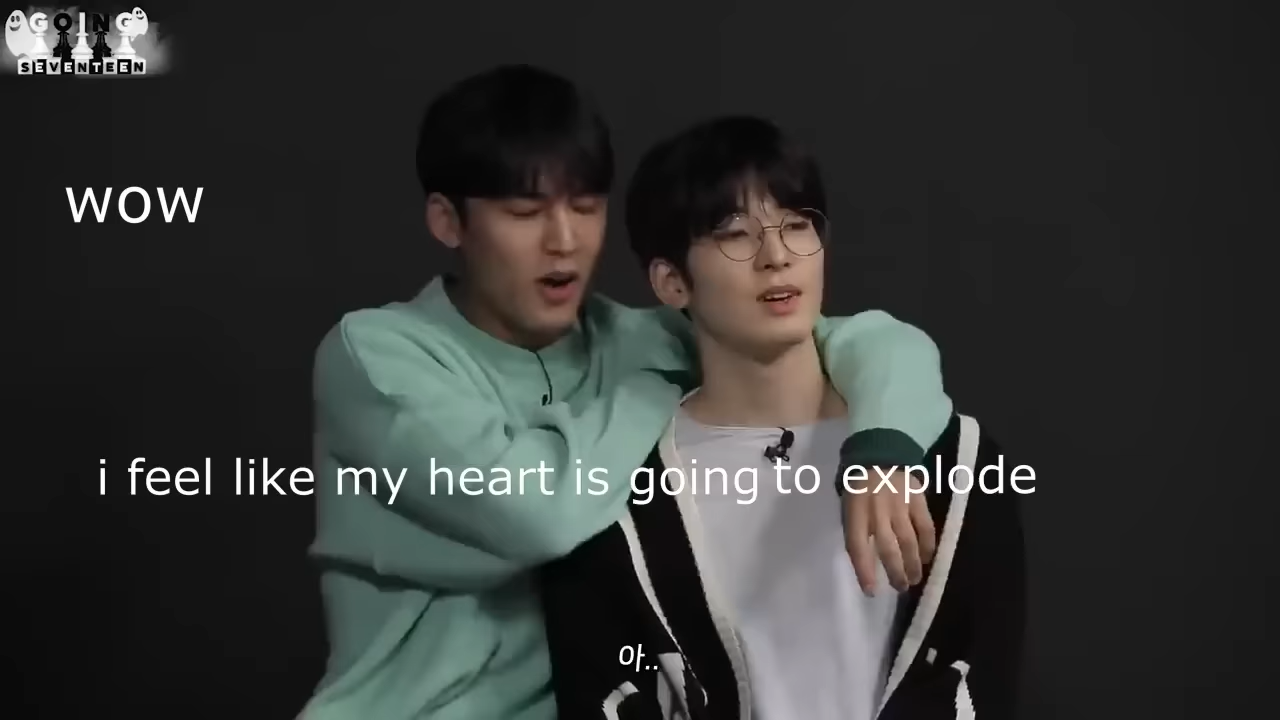 GOING
SEVENTEEN
wow
i feel like my heart is going to explode
아..